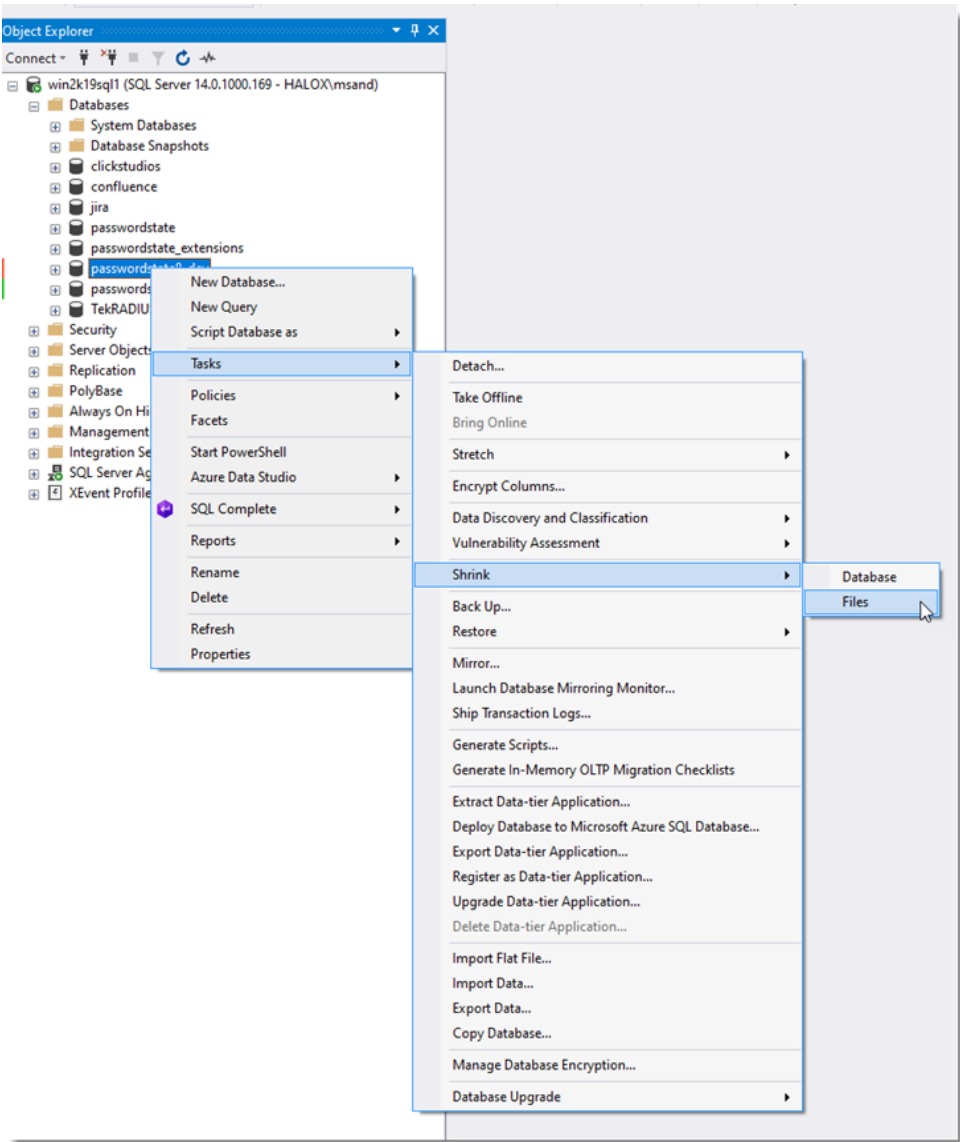 Object Explorer
Connect
win2k19sql1 (SQL Server 14.0.1000.169 - HALOX\msand)
Databases
System Databases
Database Snapshots
clickstudios
confluence
jira
passwordstate
passwordstate_extensions
passwords
TekRADIU
Security
Server Objects
Replication
PolyBase
Always On Hi
Management
Integration Se
SQL Server Ag
XEvent Profile
New Database...
New Query
Script Database as
Tasks
Policies
Facets
Start PowerShell
Azure Data Studio
SQL Complete
Reports
Rename
Delete
Refresh
Properties
Detach...
Take Offline
Bring Online
Stretch
Encrypt Columns...
Data Discovery and Classification
Vulnerability Assessment
Shrink
Back Up...
Restore
Mirror...
Launch Database Mirroring Monitor...
Ship Transaction Logs...
Generate Scripts...
Generate In-Memory OLTP Migration Checklists
Extract Data-tier Application...
Deploy Database to Microsoft Azure SQL Database...
Export Data-tier Application...
Register as Data-tier Application...
Upgrade Data-tier Application...
Delete Data-tier Application...
Import Flat File...
Import Data...
Export Data...
Copy Database...
Manage Database Encryption...
Database Upgrade
Database
Files